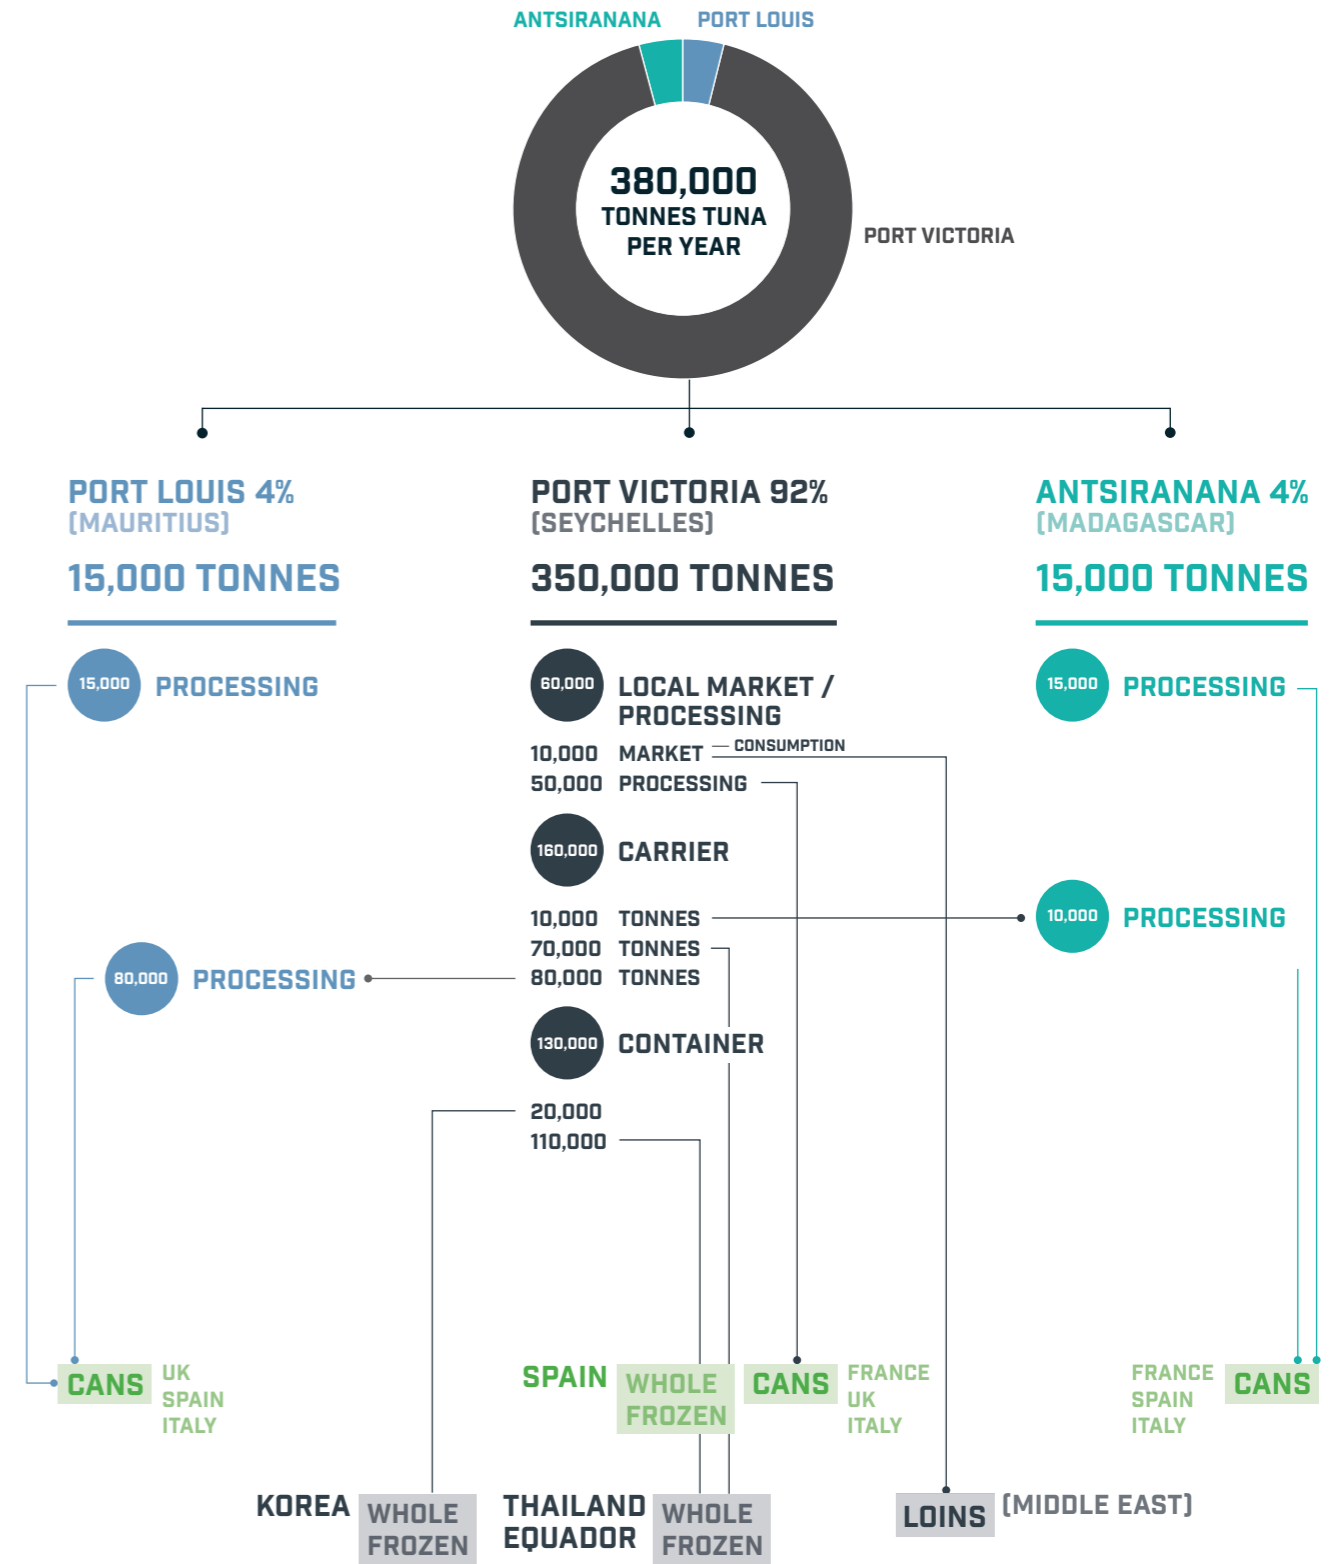 ANTSIRANANA
PORT LOUIS
380,000
TONNES TUNA
PER YEAR
PORT VICTORIA
PORT LOUIS 4%
(MAURITIUS)
15,000 TONNES
15,000 PROCESSING
80,000 PROCESSING
PORT VICTORIA 92%
(SEYCHELLES)
350,000 TONNES
60,000 LOCAL MARKET /
PROCESSING
10,000 MARKET CONSUMPTION
50,000 PROCESSING
160,000 CARRIER
10,000 TONNES
70,000 TONNES
80,000 TONNES
130,000 CONTAINER
20,000
110,000
ANTSIRANANA 4%
(MADAGASCAR)
15,000 TONNES
15,000 PROCESSING
10,000 PROCESSING
CANS
UK
SPAIN
ITALY
SPAIN
WHOLE
FROZEN
CANS
FRANCE
UK
ITALY
FRANCE
SPAIN
ITALY
CANS
KOREA
WHOLE
FROZEN
THAILAND
EQUADOR
WHOLE
FROZEN
LOINS
(MIDDLE EAST)